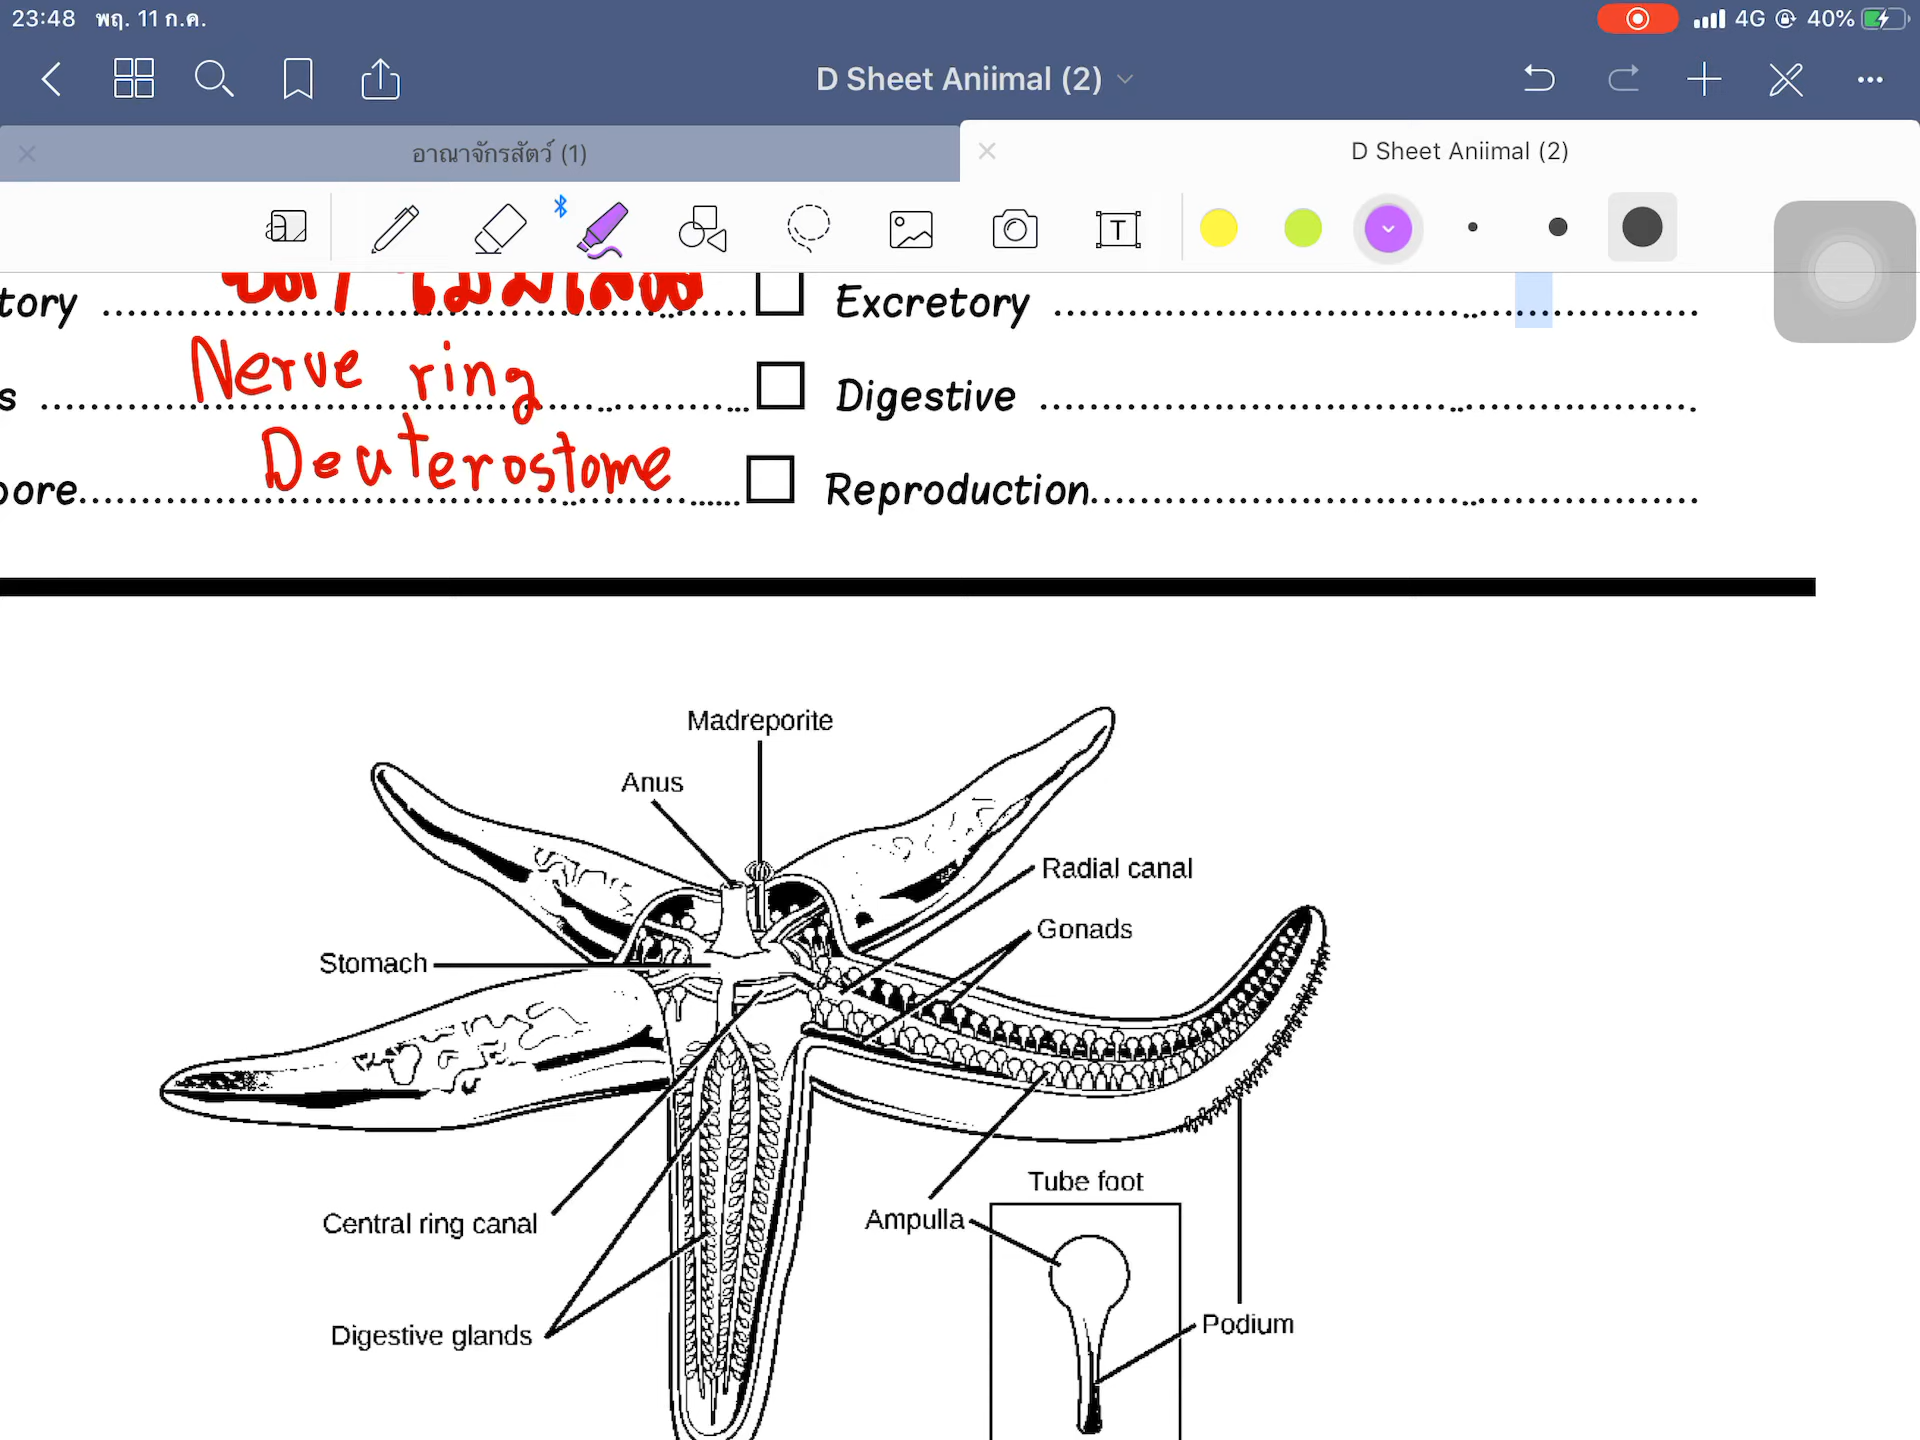 23:48 พฤ. 11 ก.ค. 4G 40%
D Sheet Aniimal (2)
อาณาจักรสัตว์ (1) D Sheet Aniimal (2)
T
tory Excretory
s Nerve ring Digestive
pore Deuterostome Reproduction
Madreporite
Anus
Radial canal
Gonads
Stomach
Tube foot
Central ring canal
Ampulla
Digestive glands
Podium